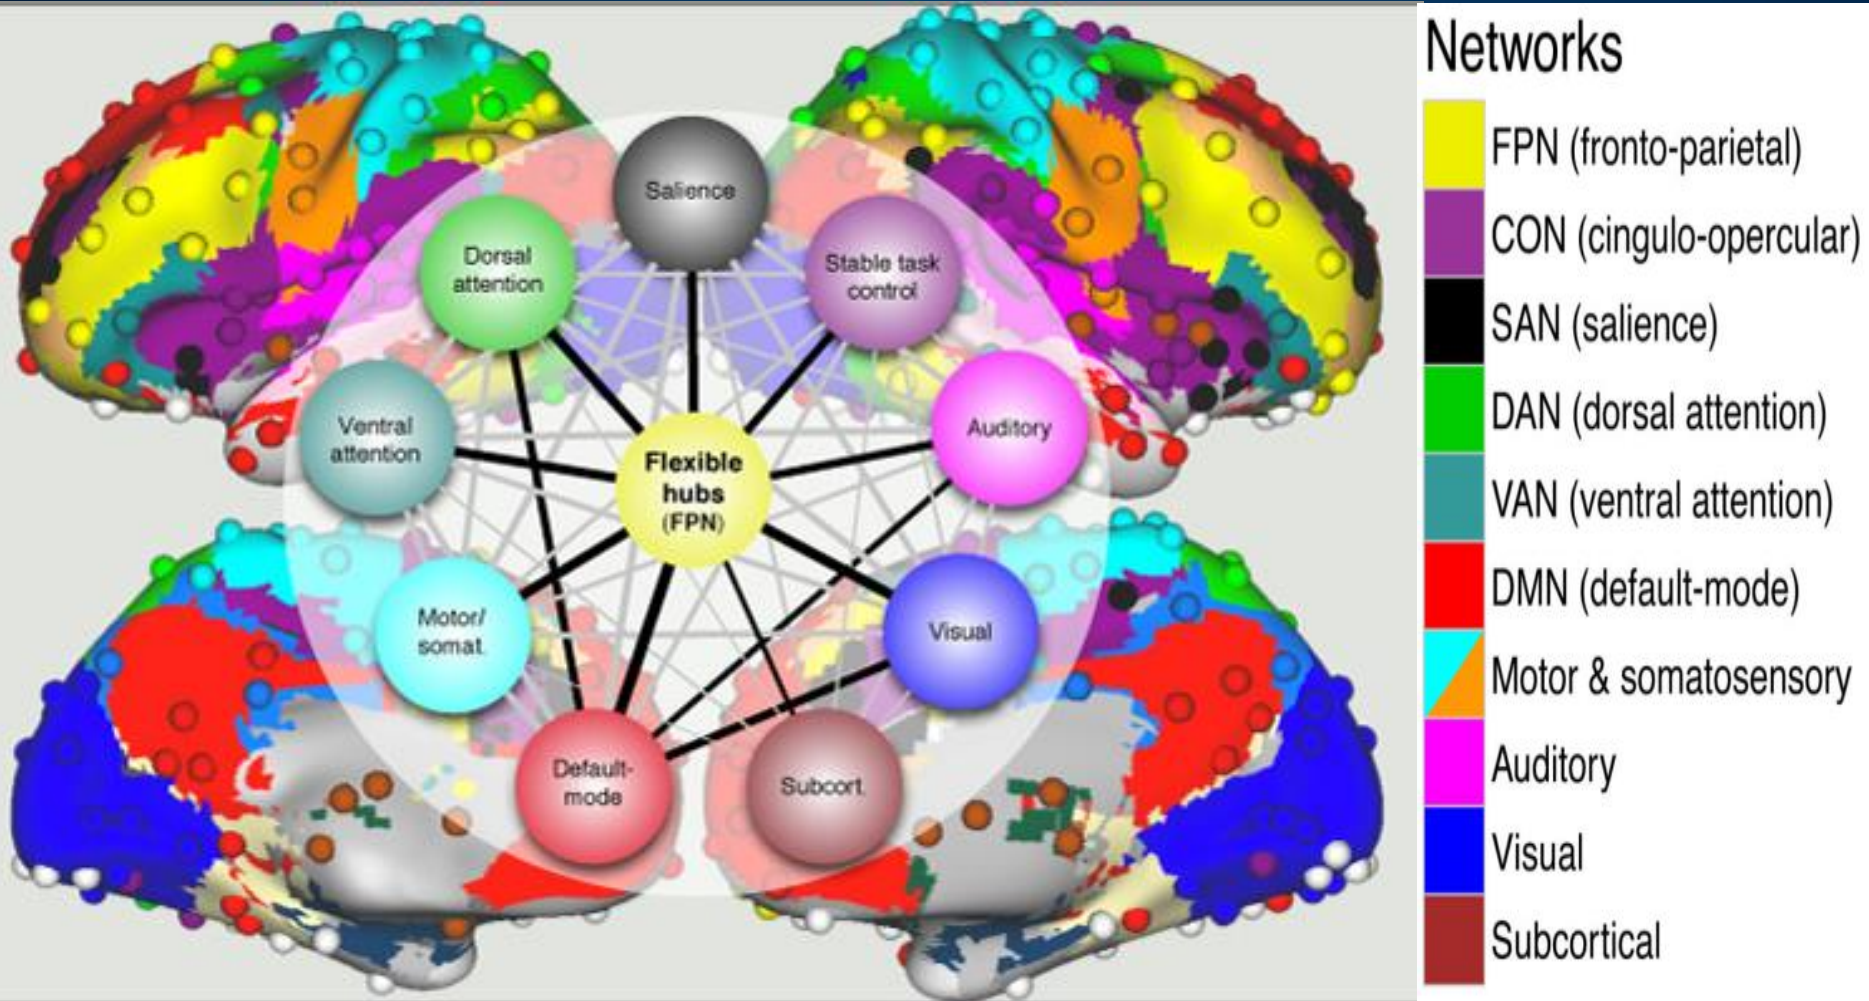 Salience
Dorsal
attention
Stable task
control
Ventral
attention
Auditory
Flexible
hubs
(FPN)
Motor/
somat.
Visual
Default-
mode
Subcort.
Networks
FPN (fronto-parietal)
CON (cingulo-opercular)
SAN (salience)
DAN (dorsal attention)
VAN (ventral attention)
DMN (default-mode)
Motor & somatosensory
Auditory
Visual
Subcortical